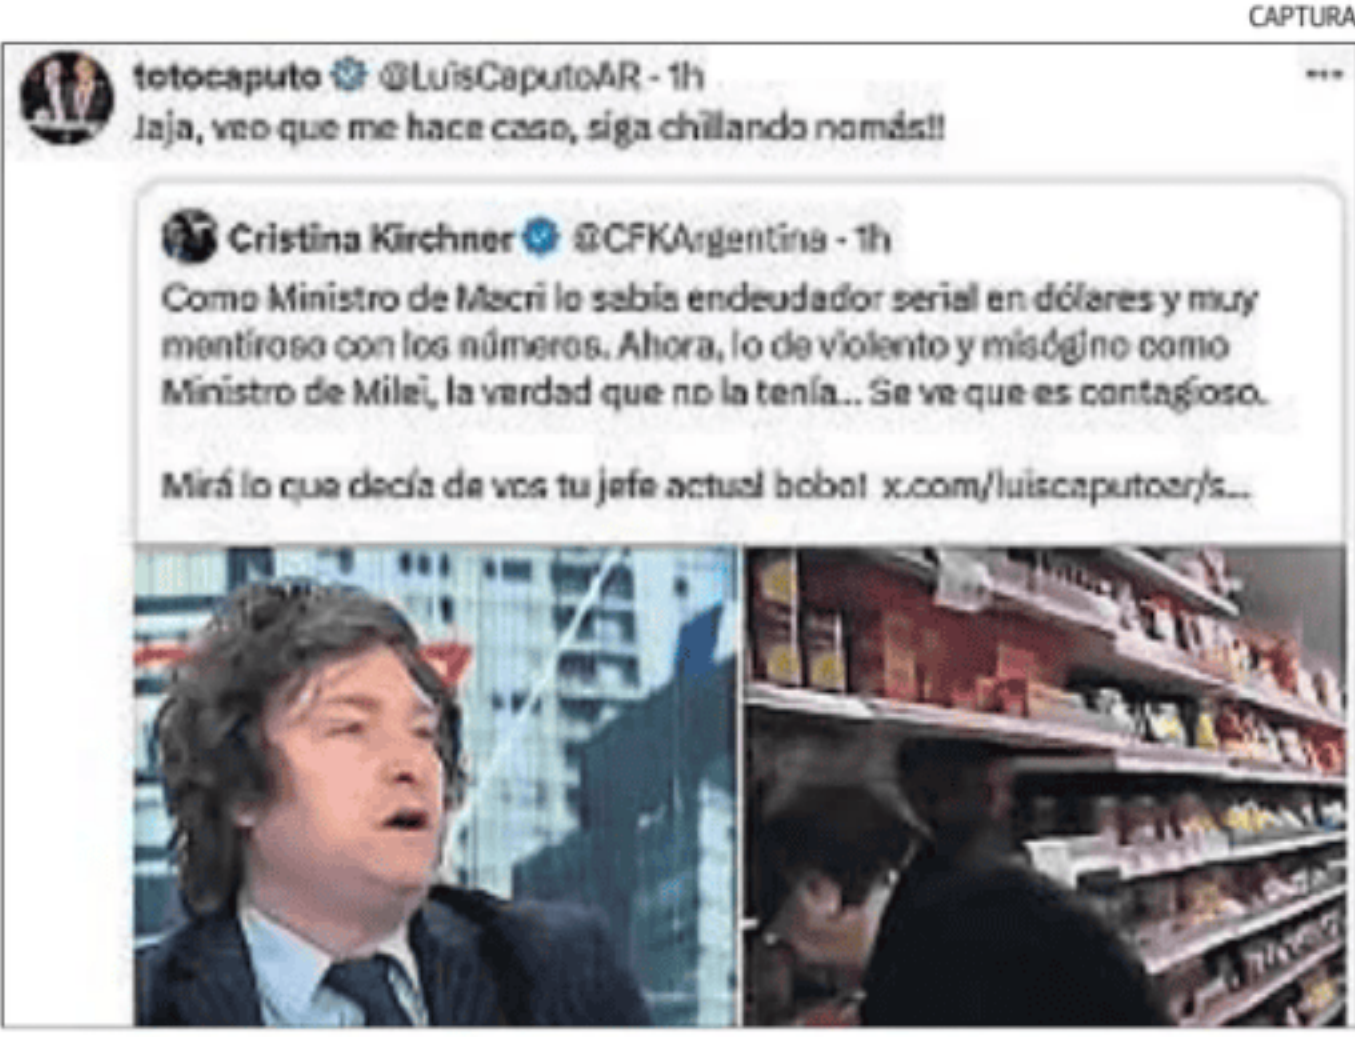 CAPTURA
totocaputo @LuisCaputoAR - 1h
Jaja, veo que me hace caso, siga chillando nomás!!
Cristina Kirchner @CFKArgentina - 1h
Como Ministro de Macri lo sabía endeudador serial en dólares y muy
mentiroso con los números. Ahora, lo de violento y misógino como
Ministro de Milei, la verdad que no la tenía... Se ve que es contagioso.
Mirá lo que decía de vos tu jefe actual bobo! x.com/luiscaputoar/s...